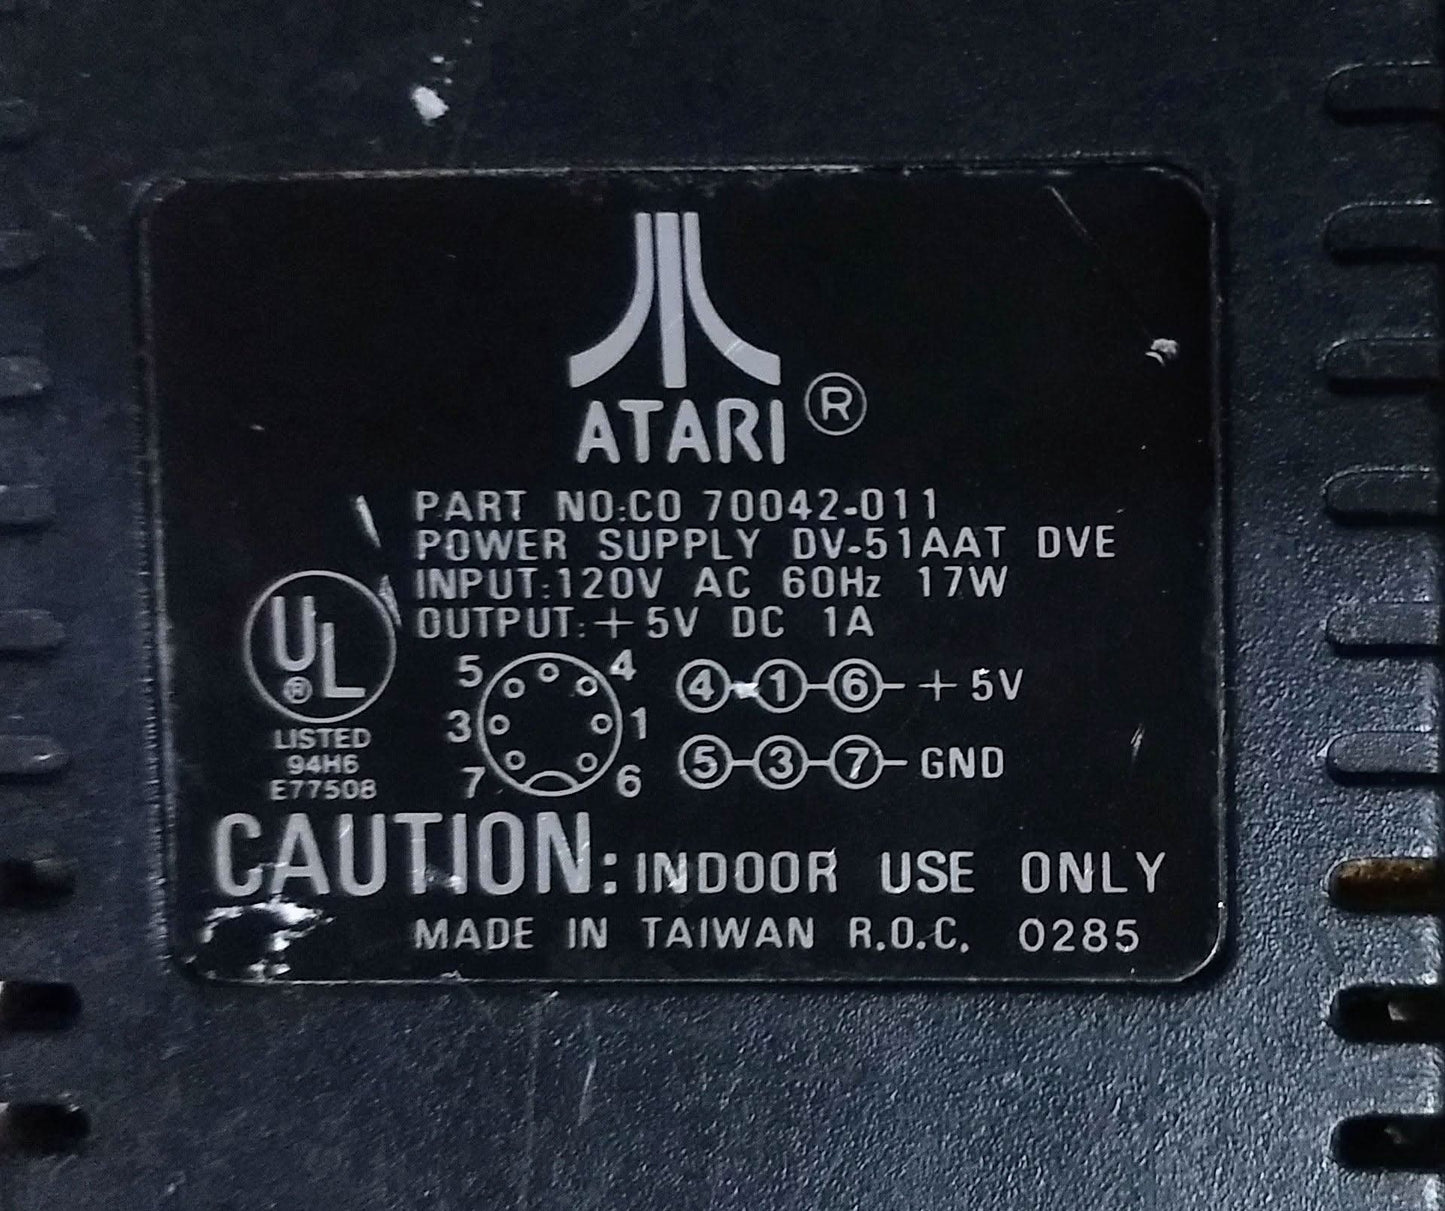 ATARI ®
PART NO:CO 70042-011
POWER SUPPLY DV-51AAT DVE
INPUT:120V AC 60Hz 17W
OUTPUT:+5V DC 1A
UL ®
LISTED
94H6
E77508
5 4
3 1
7 6
4-1-6-+5V
5-3-7-GND
CAUTION: INDOOR USE ONLY
MADE IN TAIWAN R.O.C. 0285